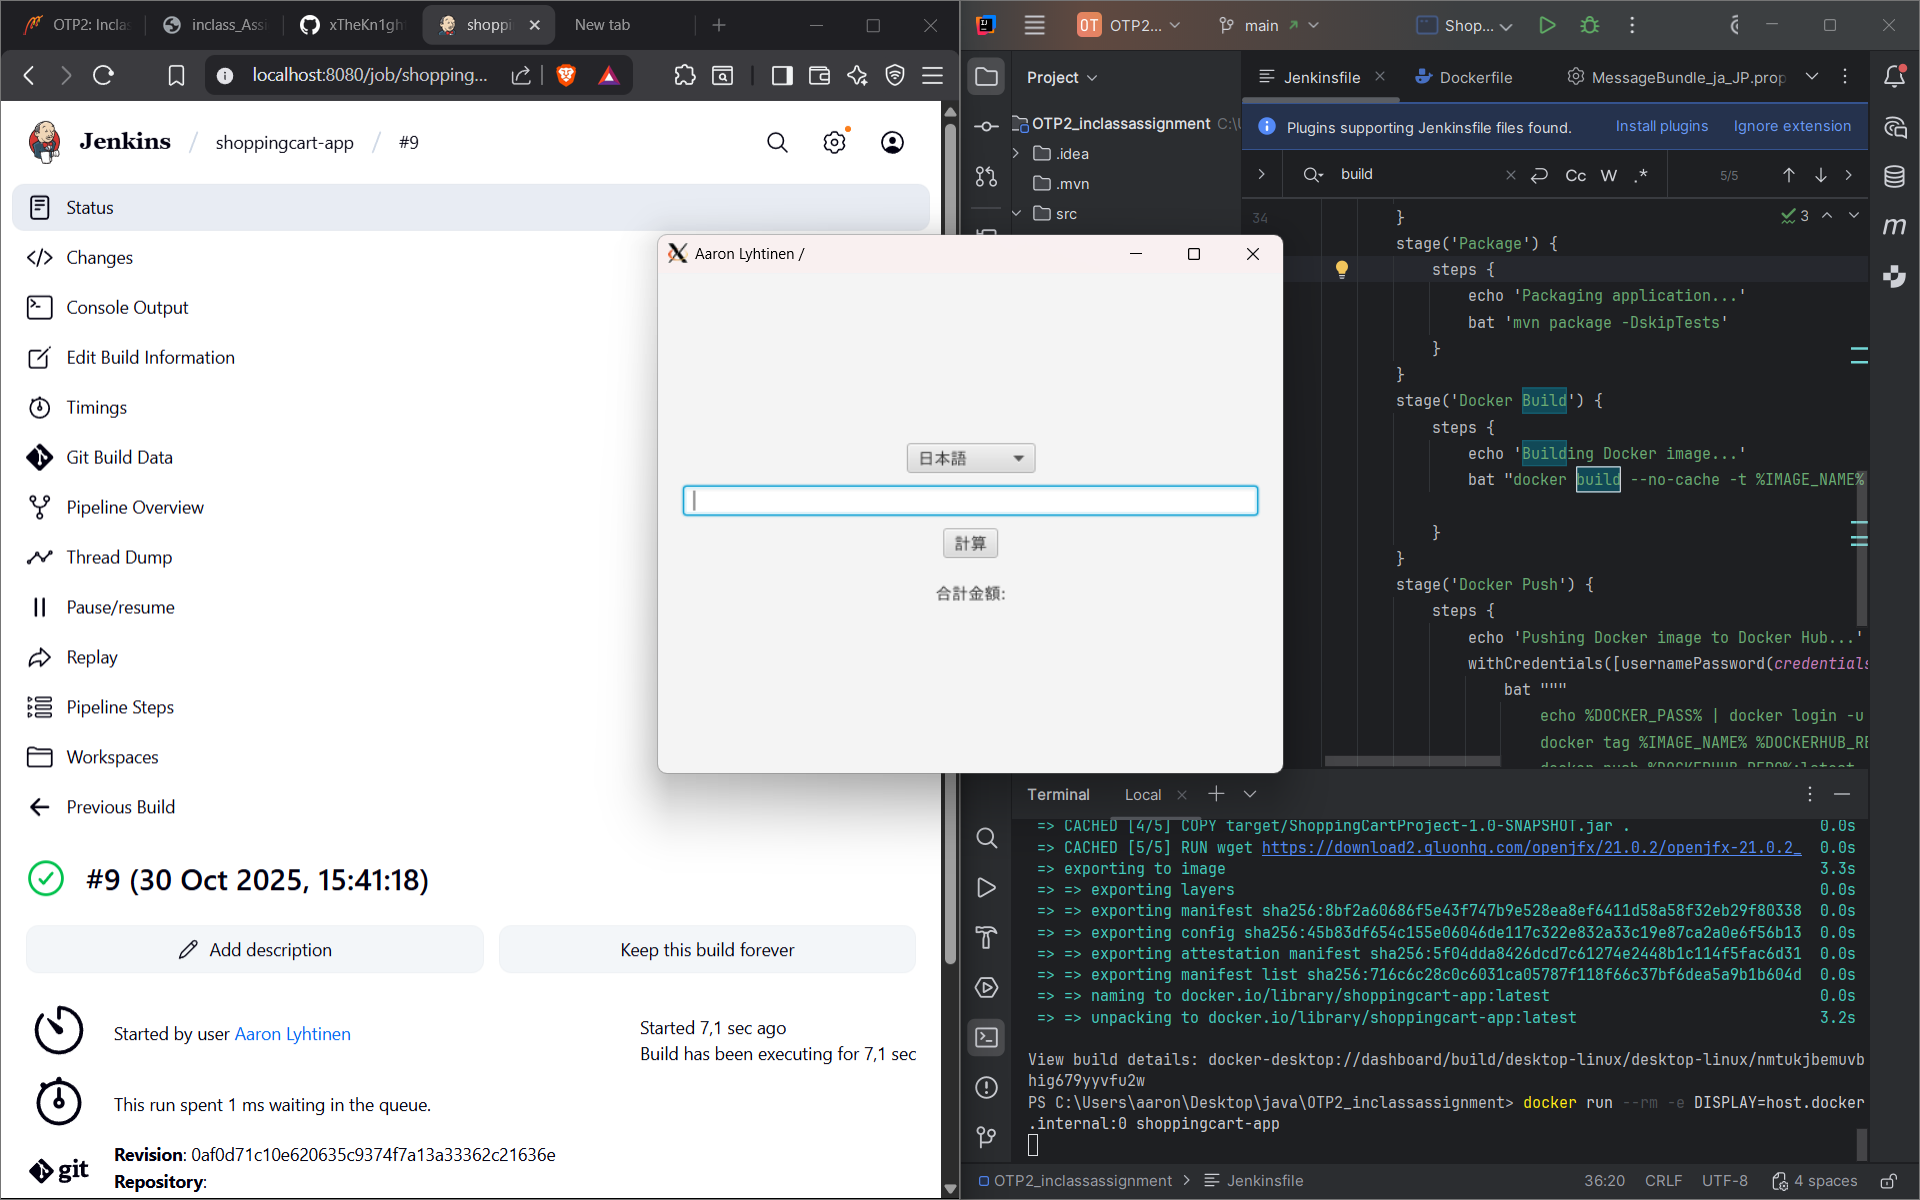 OTP2: Inclas
inclass_Assi
xTheKn1gh
shoppi
New tab
localhost:8080/job/shopping...
Jenkins / shoppingcart-app / #9
Status
Changes
Console Output
Edit Build Information
Timings
Git Build Data
Pipeline Overview
Thread Dump
Pause/resume
Replay
Pipeline Steps
Workspaces
Previous Build
#9 (30 Oct 2025, 15:41:18)
Add description
Keep this build forever
Started by user Aaron Lyhtinen
Started 7,1 sec ago
Build has been executing for 7,1 sec
This run spent 1 ms waiting in the queue.
git
Revision: 0af0d71c10e620635c9374f7a13a33362c21636e
Repository:
Aaron Lyhtinen /
日本語
計算
合計金額:
OT OTP2...
main
Shop...
Project
Jenkinsfile
Dockerfile
MessageBundle_ja_JP.prop
OTP2_inclassassignment C:\U
.idea
.mvn
src
Plugins supporting Jenkinsfile files found. Install plugins Ignore extension
build
Cc W .* 5/5
34 }
3
stage('Package') {
steps {
echo 'Packaging application...'
bat 'mvn package -DskipTests'
}
}
stage('Docker Build') {
steps {
echo 'Building Docker image...'
bat "docker build --no-cache -t %IMAGE_NAME%
}
}
stage('Docker Push') {
steps {
echo 'Pushing Docker image to Docker Hub...'
withCredentials([usernamePassword(credentials
bat """
echo %DOCKER_PASS% | docker login -u
docker tag %IMAGE_NAME% %DOCKERHUB_RE
docker push %DOCKERHUB_REPO%:latest
Terminal Local
=> CACHED [4/5] COPY target/ShoppingCartProject-1.0-SNAPSHOT.jar . 0.0s
=> CACHED [5/5] RUN wget https://download2.gluonhq.com/openjfx/21.0.2/openjfx-21.0.2_ 0.0s
=> exporting to image 3.3s
=> => exporting layers 0.0s
=> => exporting manifest sha256:8bf2a60686f5e43f747b9e528ea8ef6411d58a58f32eb29f80338 0.0s
=> => exporting config sha256:45b83df654c155e06046de117c322e832a33c19e87ca2a0e6f56b13 0.0s
=> => exporting attestation manifest sha256:5f04dda8426dcd7c61274e2448b1c114f5fac6d31 0.0s
=> => exporting manifest list sha256:716c6c28c0c6031ca05787f118f66c37bf6dea5a9b1b604d 0.0s
=> => naming to docker.io/library/shoppingcart-app:latest 0.0s
=> => unpacking to docker.io/library/shoppingcart-app:latest 3.2s
View build details: docker-desktop://dashboard/build/desktop-linux/desktop-linux/nmtukjbemuvb
hig679yyvfu2w
PS C:\Users\aaron\Desktop\java\OTP2_inclassassignment> docker run --rm -e DISPLAY=host.docker
.internal:0 shoppingcart-app
OTP2_inclassassignment > Jenkinsfile
36:20 CRLF UTF-8 4 spaces